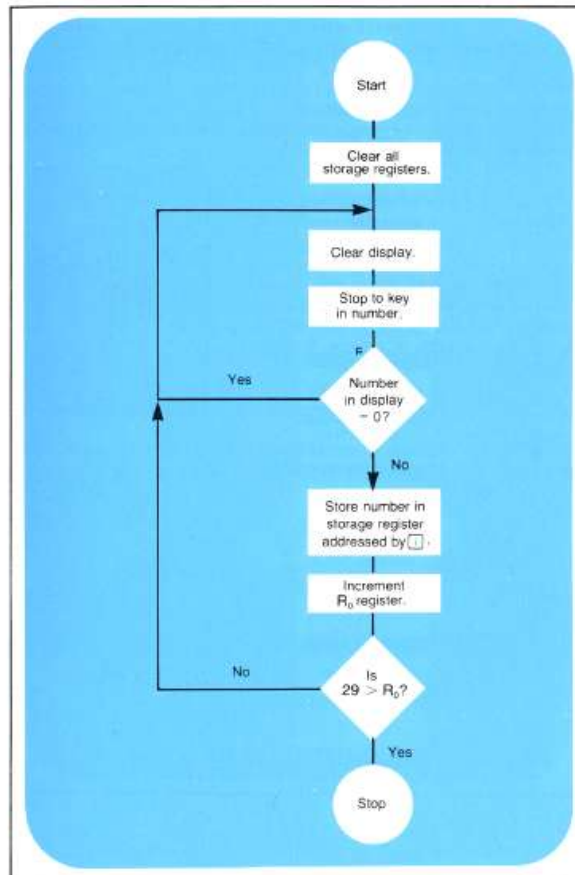 Start
Clear all
storage registers.
Clear display.
Stop to key
in number.
Yes
Number
in display
= 0?
No
Store number in
storage register
addressed by i.
Increment
R₀ register.
No
Is
29 > R₀?
Yes
Stop